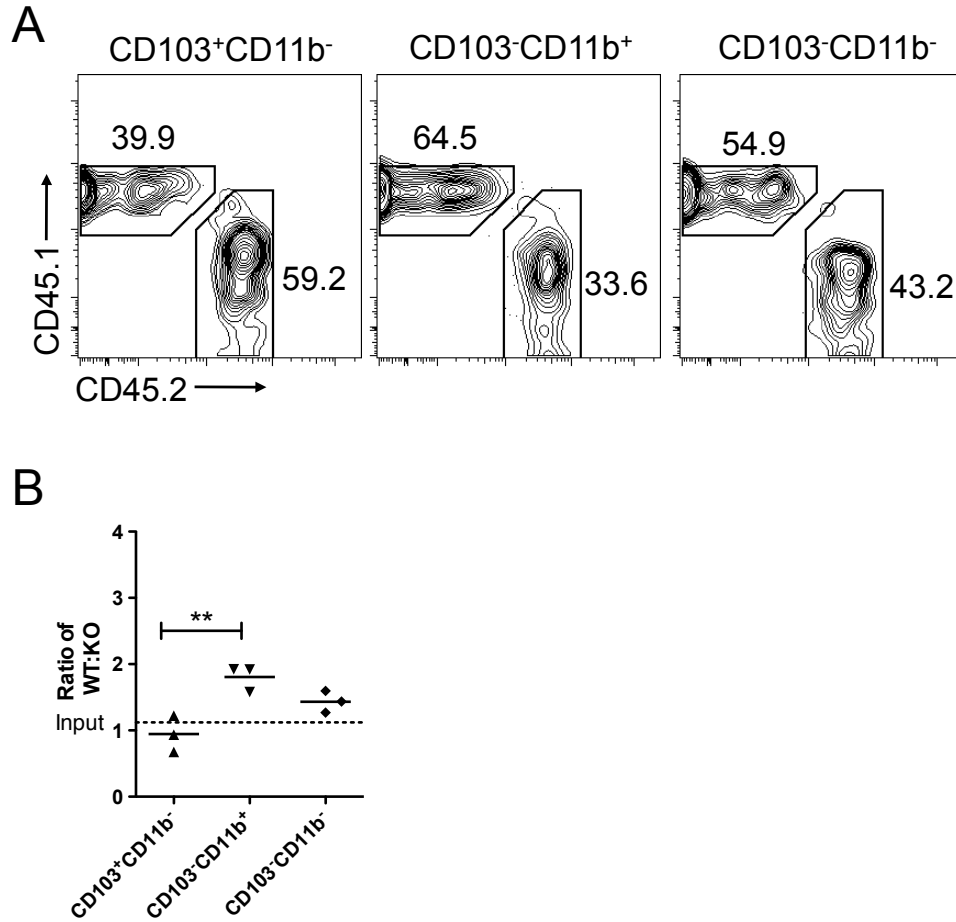 A
CD103⁺CD11b⁻ CD103⁻CD11b⁺ CD103⁻CD11b⁻
39.9 64.5 54.9
59.2 33.6 43.2
CD45.1
CD45.2
B
4
3
2
1
0
Ratio of
WT:KO
Input
**
CD103⁺CD11b⁻
CD103⁻CD11b⁺
CD103⁻CD11b⁻